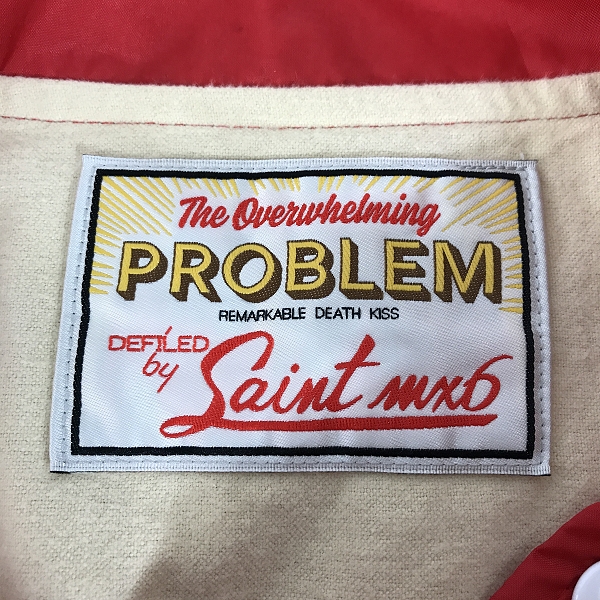 The Overwhelming
PROBLEM
REMARKABLE DEATH KISS
DEFILED
by
Saint mx6